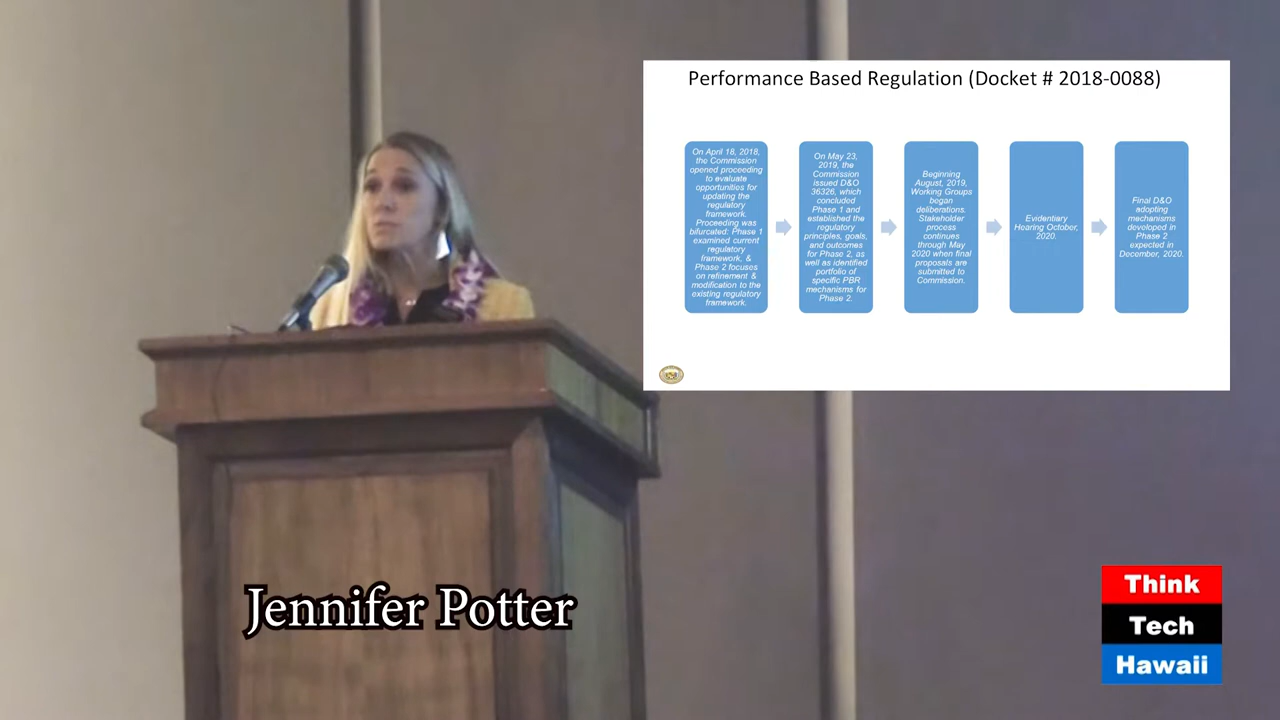 Performance Based Regulation (Docket # 2018-0088)
On April 18, 2018,
the Commission
opened proceeding
to evaluate
opportunities for
updating the
regulatory
framework.
Proceeding was
bifurcated: Phase 1
examined current
regulatory
framework, &
Phase 2 focuses
on refinement &
modification to the
existing regulatory
framework.
On May 23,
2019, the
Commission
issued D&O
36326, which
concluded
Phase 1 and
established the
regulatory
principles, goals,
and outcomes
for Phase 2, as
well as identified
portfolio of
specific PBR
mechanisms for
Phase 2.
Beginning
August, 2019,
Working Groups
began
deliberations.
Stakeholder
process
continues
through May
2020 when final
proposals are
submitted to
Commission.
Evidentiary
Hearing October,
2020.
Final D&O
adopting
mechanisms
developed in
Phase 2
expected in
December, 2020.
Jennifer Potter
Think
Tech
Hawaii